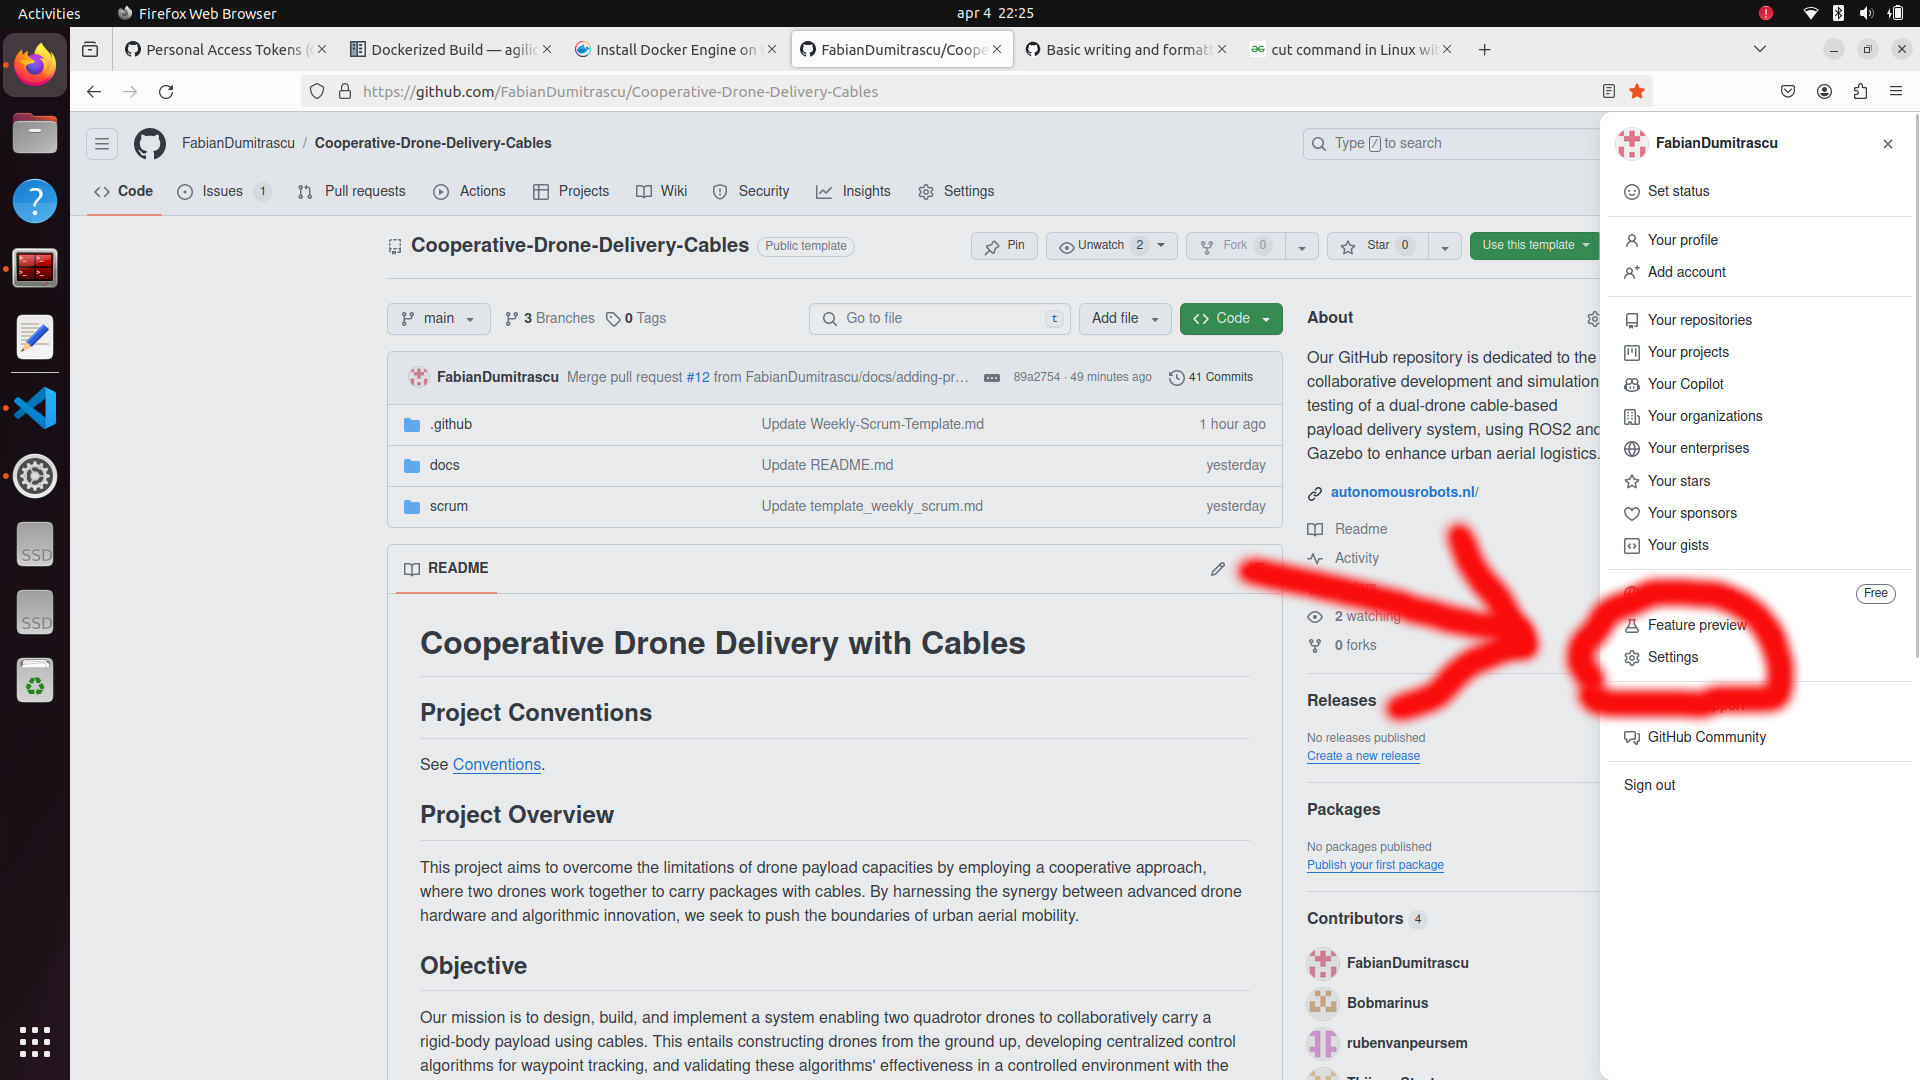 Activities Firefox Web Browser apr 4 22:25
Personal Access Tokens ( Dockerized Build — agilic Install Docker Engine on FabianDumitrascu/Coope Basic writing and formatt cut command in Linux wi
https://github.com/FabianDumitrascu/Cooperative-Drone-Delivery-Cables
FabianDumitrascu / Cooperative-Drone-Delivery-Cables Type / to search
Code Issues 1 Pull requests Actions Projects Wiki Security Insights Settings
Cooperative-Drone-Delivery-Cables Public template Pin Unwatch 2 Fork 0 Star 0 Use this template
main 3 Branches 0 Tags Go to file t Add file Code
FabianDumitrascu Merge pull request #12 from FabianDumitrascu/docs/adding-pr… 89a2754 · 49 minutes ago 41 Commits
.github Update Weekly-Scrum-Template.md 1 hour ago
docs Update README.md yesterday
scrum Update template_weekly_scrum.md yesterday
README
Cooperative Drone Delivery with Cables
Project Conventions
See Conventions.
Project Overview
This project aims to overcome the limitations of drone payload capacities by employing a cooperative approach,
where two drones work together to carry packages with cables. By harnessing the synergy between advanced drone
hardware and algorithmic innovation, we seek to push the boundaries of urban aerial mobility.
Objective
Our mission is to design, build, and implement a system enabling two quadrotor drones to collaboratively carry a
rigid-body payload using cables. This entails constructing drones from the ground up, developing centralized control
algorithms for waypoint tracking, and validating these algorithms' effectiveness in a controlled environment with the
About
Our GitHub repository is dedicated to the
collaborative development and simulation
testing of a dual-drone cable-based
payload delivery system, using ROS2 and
Gazebo to enhance urban aerial logistics.
autonomousrobots.nl/
Readme
Activity
2 watching
0 forks
Releases
No releases published
Create a new release
Packages
No packages published
Publish your first package
Contributors 4
FabianDumitrascu
Bobmarinus
rubenvanpeursem
FabianDumitrascu
Set status
Your profile
Add account
Your repositories
Your projects
Your Copilot
Your organizations
Your enterprises
Your stars
Your sponsors
Your gists
Free
Feature preview
Settings
GitHub Community
Sign out
SSD
SSD